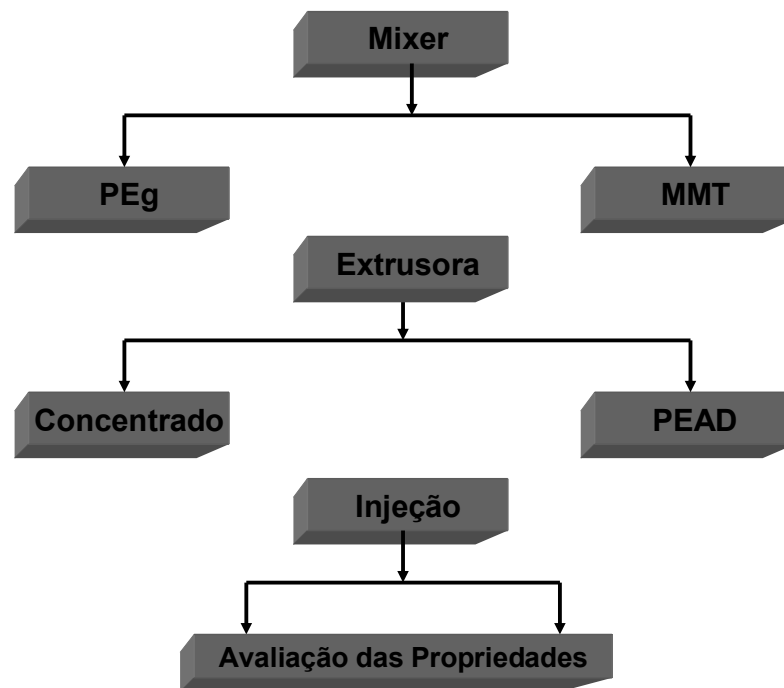 Mixer
PEg
MMT
Extrusora
Concentrado
PEAD
Injeção
Avaliação das Propriedades